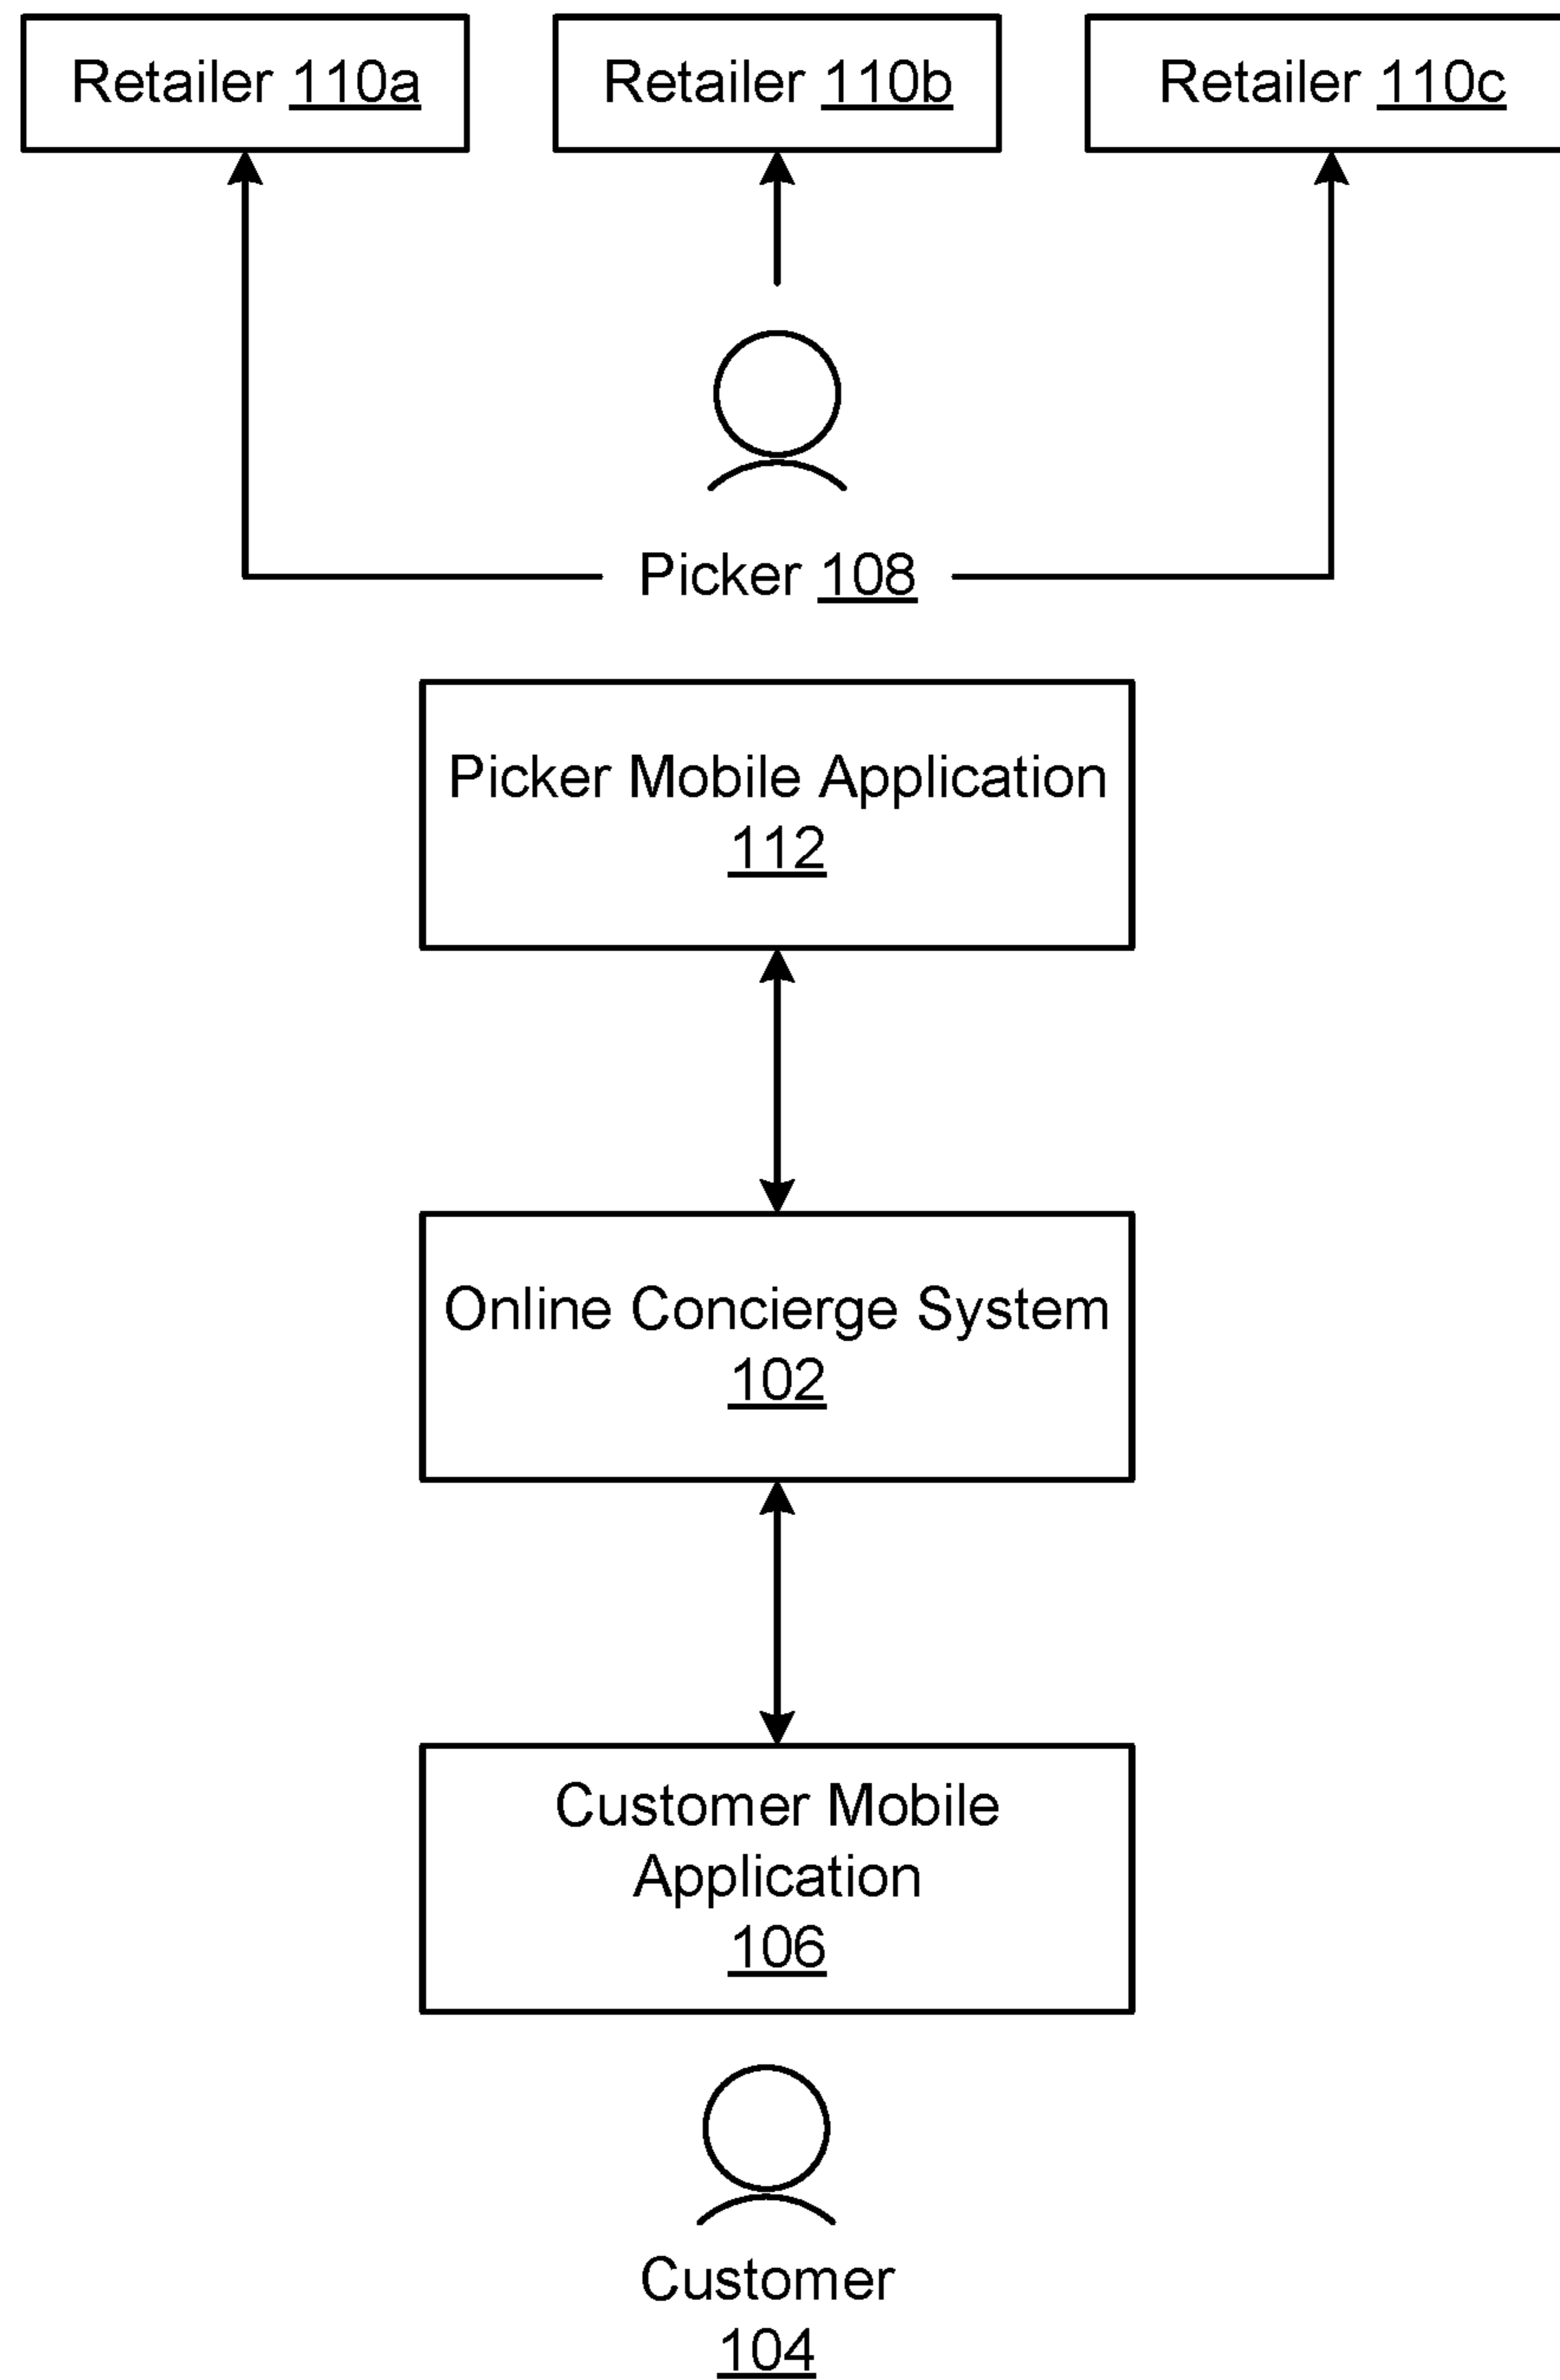 Retailer 110a
Retailer 110b
Retailer 110c
Picker 108
Picker Mobile Application
112
Online Concierge System
102
Customer Mobile
Application
106
Customer
104